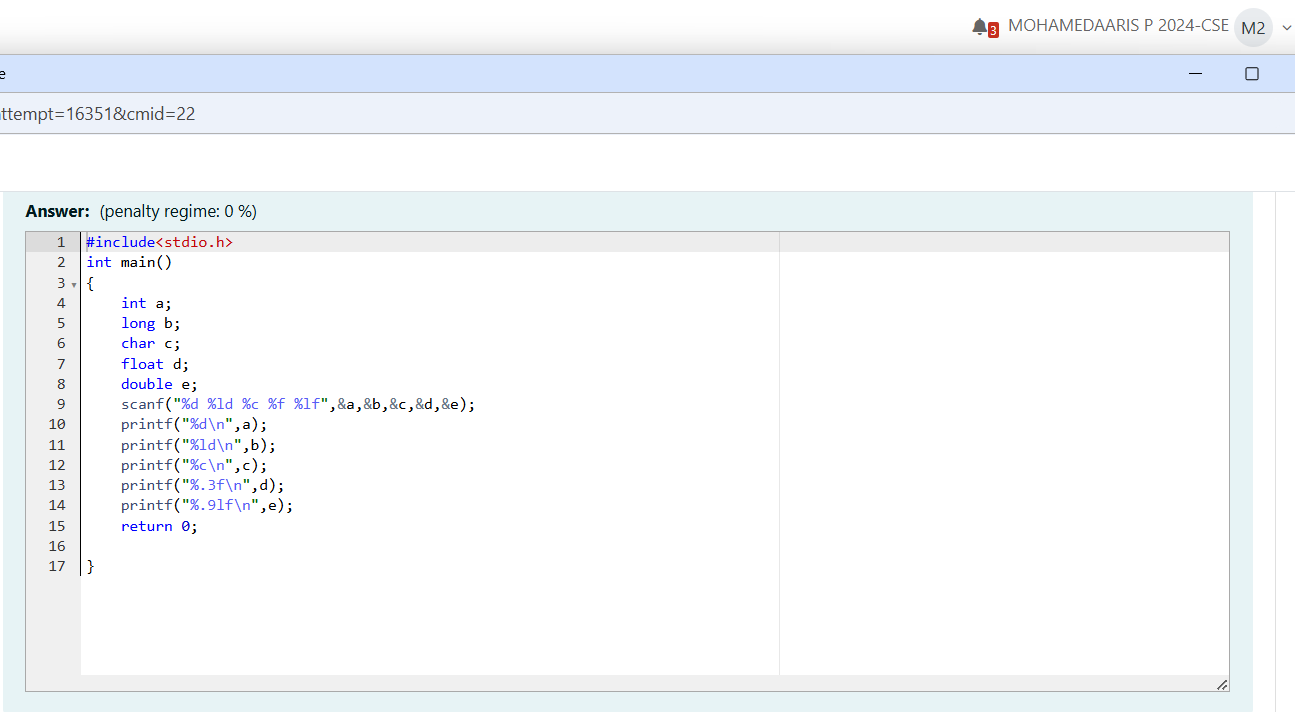 3 MOHAMEDAARIS P 2024-CSE M2
e
ttempt=16351&cmid=22
Answer: (penalty regime: 0 %)
1 #include<stdio.h>
2 int main()
3 {
4 int a;
5 long b;
6 char c;
7 float d;
8 double e;
9 scanf("%d %ld %c %f %lf",&a,&b,&c,&d,&e);
10 printf("%d\n",a);
11 printf("%ld\n",b);
12 printf("%c\n",c);
13 printf("%.3f\n",d);
14 printf("%.9lf\n",e);
15 return 0;
16
17 }